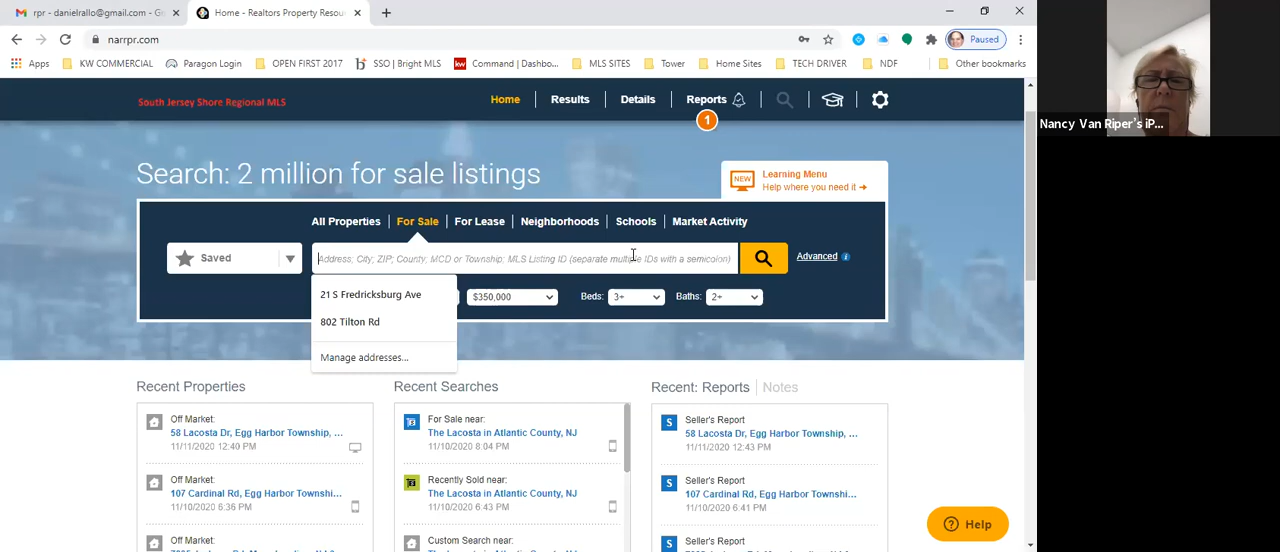 rpr - danielrallo@gmail.com - Gm
Home - Realtors Property Resour
narrpr.com
Paused
Apps
KW COMMERCIAL
Paragon Login
OPEN FIRST 2017
SSO | Bright MLS
Command | Dashbo...
MLS SITES
Tower
Home Sites
TECH DRIVER
NDF
Other bookmarks
South Jersey Shore Regional MLS
Home
Results
Details
Reports
1
Nancy Van Riper's iP...
Search: 2 million for sale listings
NEW
Learning Menu
Help where you need it
All Properties
For Sale
For Lease
Neighborhoods
Schools
Market Activity
Saved
Address; City; ZIP; County, MCD or Township; MLS Listing ID (separate multiple IDs with a semicolon)
Advanced
21 S Fredricksburg Ave
802 Tilton Rd
Manage addresses...
$350,000
Beds:
3+
Baths:
2+
Recent Properties
Off Market:
58 Lacosta Dr, Egg Harbor Township, ...
11/11/2020 12:40 PM
Off Market:
107 Cardinal Rd, Egg Harbor Townshi...
11/10/2020 6:36 PM
Off Market:
Recent Searches
For Sale near:
The Lacosta in Atlantic County, NJ
11/10/2020 8:04 PM
Recently Sold near:
The Lacosta in Atlantic County, NJ
11/10/2020 6:43 PM
Custom Search near:
Recent: Reports
Notes
Seller's Report
58 Lacosta Dr, Egg Harbor Township, ...
11/11/2020 12:43 PM
Seller's Report
107 Cardinal Rd, Egg Harbor Townshi...
11/10/2020 6:41 PM
Seller's Report
Help